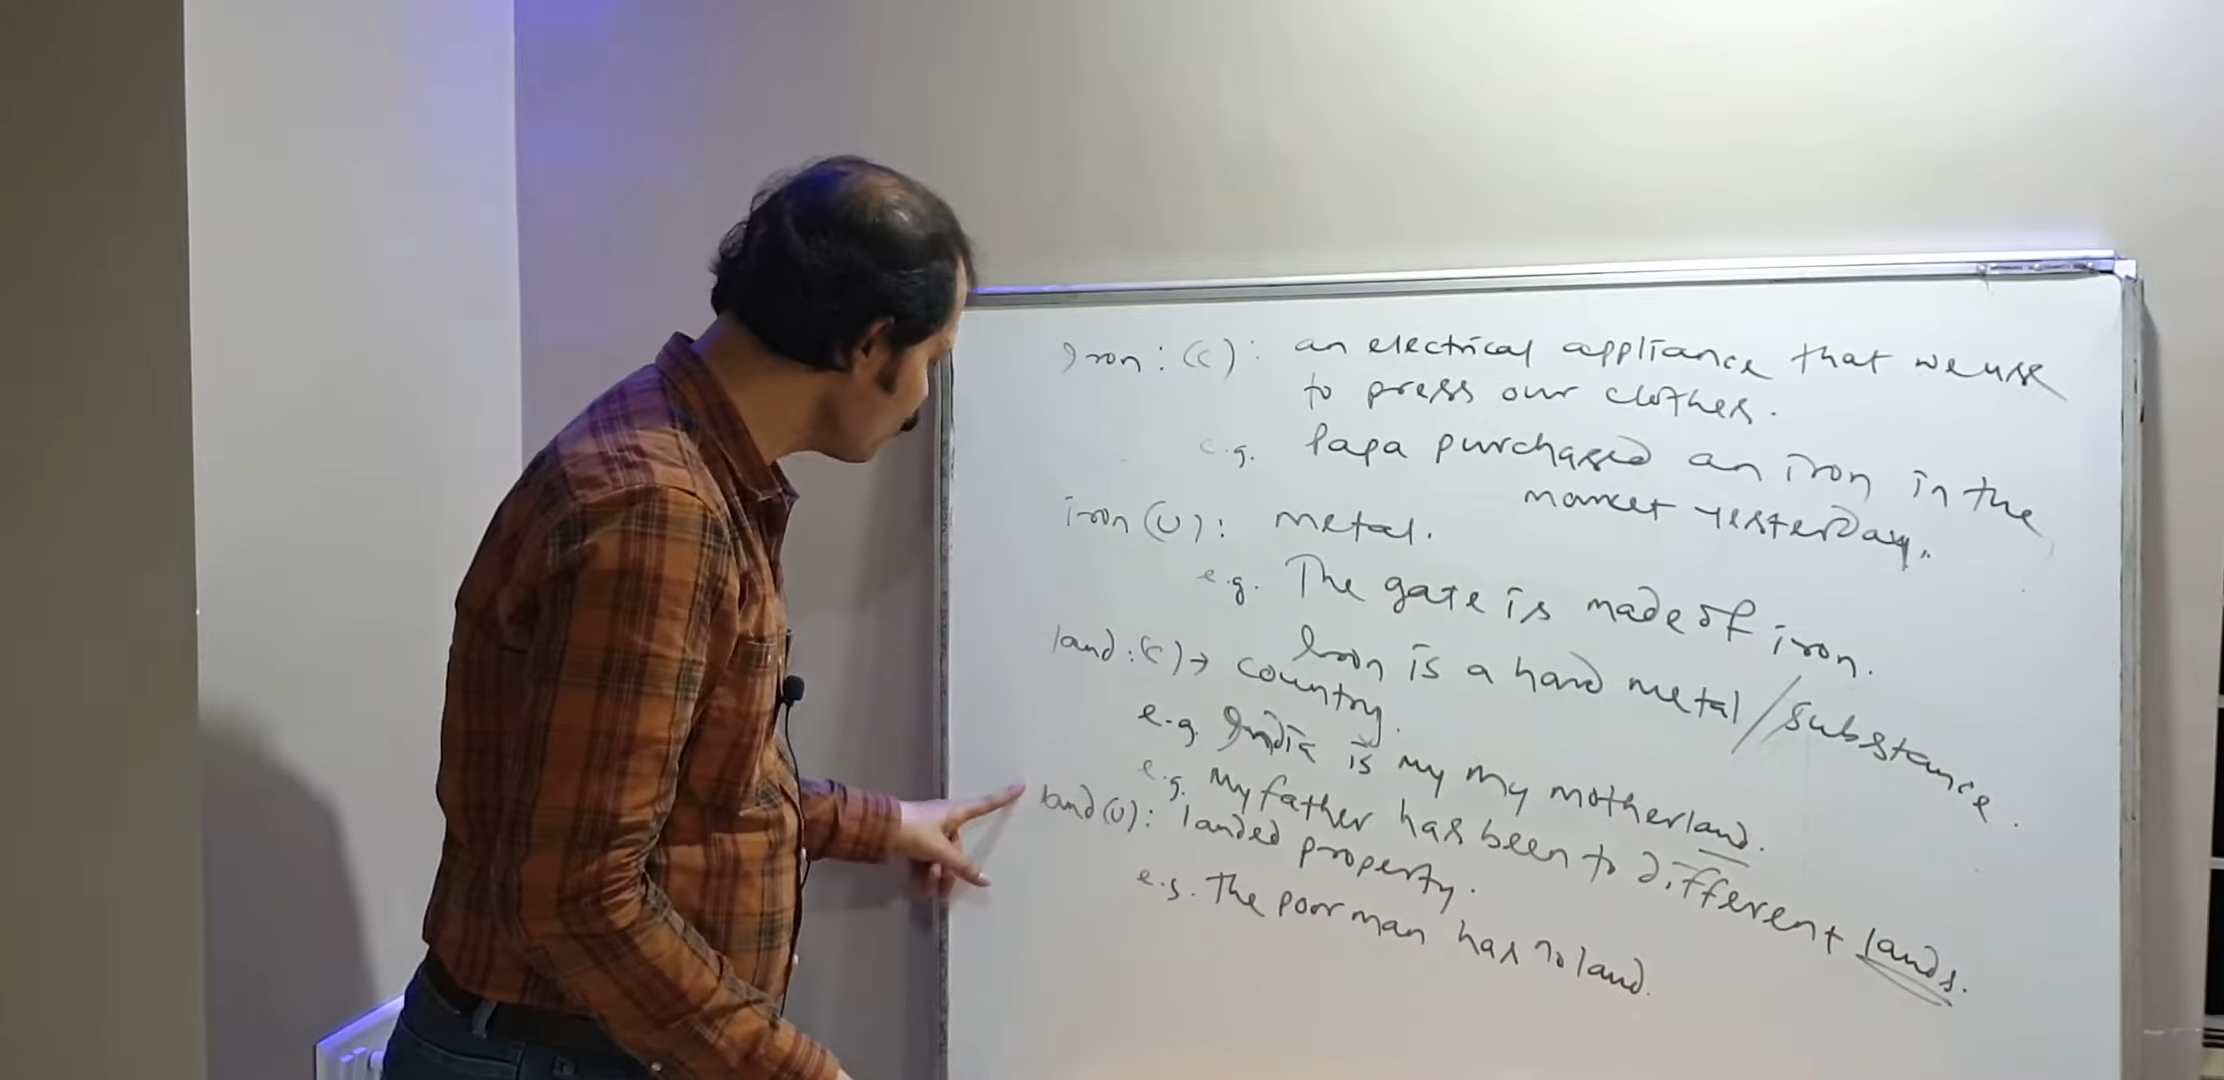 Iron : (C) : an electrical appliance that we use
to press our clothes.
e.g. Papa purchased an iron in the
market yesterday.
iron (U) : metal.
e.g. The gate is made of iron.
Iron is a hard metal / substance.
land : (C) → country.
e.g. India is my my motherland.
e.g. My father has been to different lands.
land (U) : landed property.
e.g. The poor man has no land.